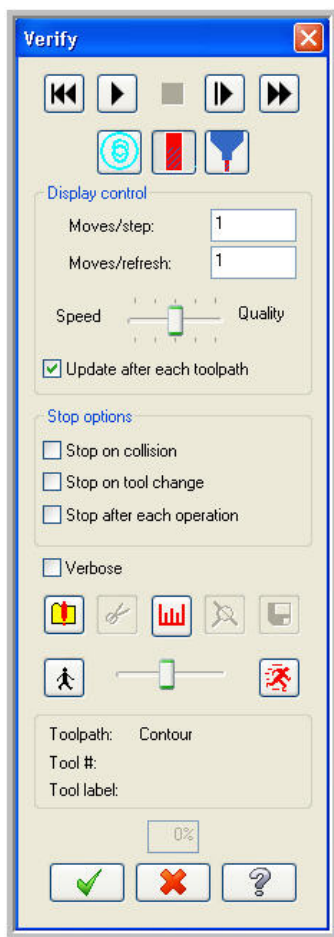 Verify
Display control
Moves/step: 1
Moves/refresh: 1
Speed Quality
Update after each toolpath
Stop options
Stop on collision
Stop on tool change
Stop after each operation
Verbose
Toolpath: Contour
Tool #:
Tool label:
0%